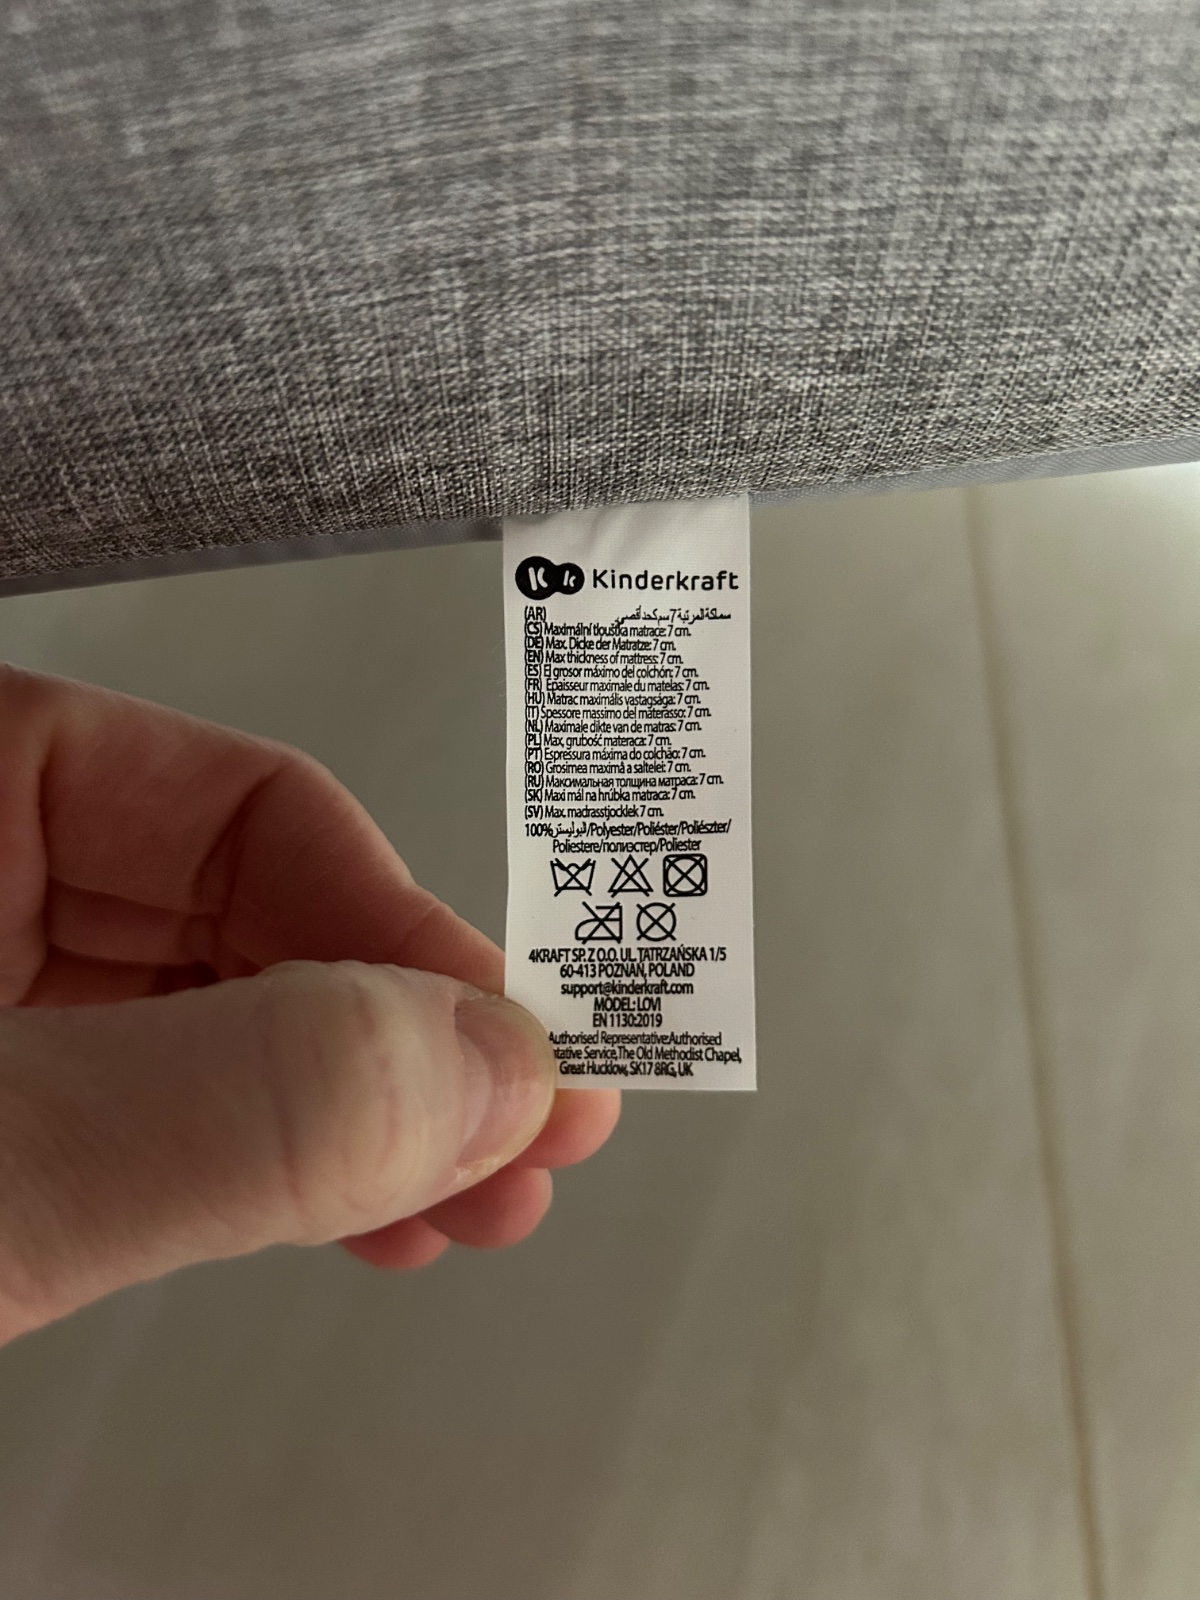 Kinderkraft
(AR) سماكة المرتبة 7 سم كحد أقصى
(CS) Maximální tloušťka matrace: 7 cm.
(DE) Max. Dicke der Matratze: 7 cm.
(EN) Max thickness of mattress: 7 cm.
(ES) El grosor máximo del colchón: 7 cm.
(FR) Épaisseur maximale du matelas: 7 cm.
(HU) Matrac maximális vastagsága: 7 cm.
(IT) Spessore massimo del materasso: 7 cm.
(NL) Maximale dikte van de matras: 7 cm.
(PL) Max, grubość materaca: 7 cm.
(PT) Espressura máxima do colchão: 7 cm.
(RO) Grosimea maximă a saltelei: 7 cm.
(RU) Максимальная толщина матраса: 7 cm.
(SK) Maxi mál na hrúbka matraca: 7 cm.
(SV) Max. madrasstjocklek 7 cm.
100% البوليستر/Polyester/Poliéster/Poliészter/
Poliestere/полиэстер/Poliester
4KRAFT SP. Z O.O. UL. TATRZAŃSKA 1/5
60-413 POZNAŃ, POLAND
support@kinderkraft.com
MODEL: LOVI
EN 1130:2019
Authorised Representative:Authorised
tative Service,The Old Methodist Chapel,
Great Hucklow, SK17 8RG, UK